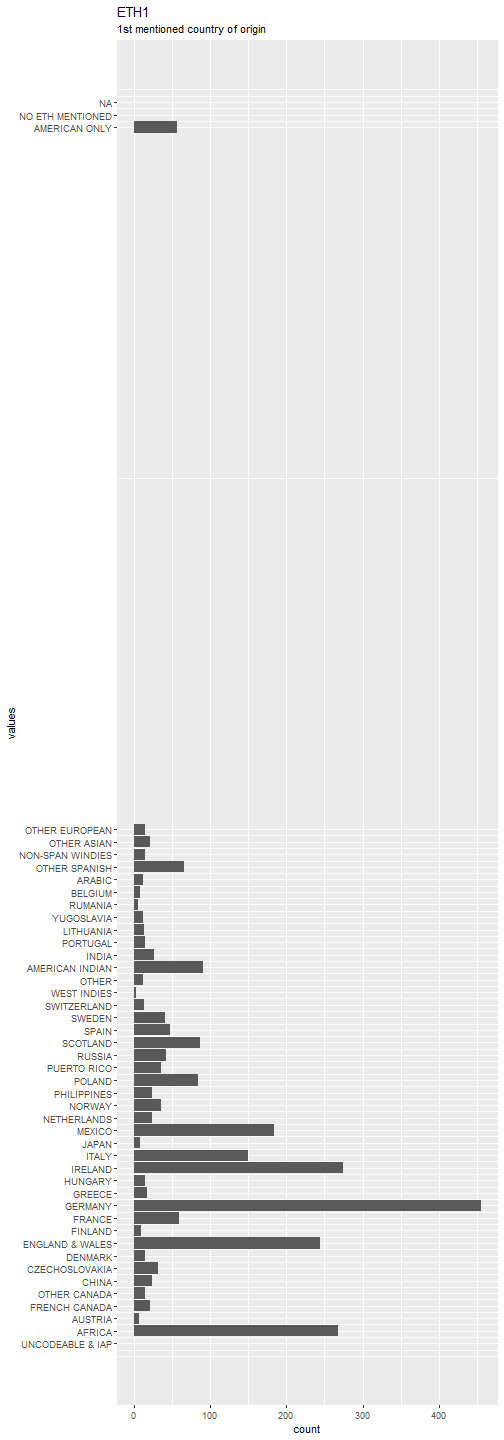 ETH1
1st mentioned country of origin
NA
NO ETH MENTIONED
AMERICAN ONLY
values
OTHER EUROPEAN
OTHER ASIAN
NON-SPAN WINDIES
OTHER SPANISH
ARABIC
BELGIUM
RUMANIA
YUGOSLAVIA
LITHUANIA
PORTUGAL
INDIA
AMERICAN INDIAN
OTHER
WEST INDIES
SWITZERLAND
SWEDEN
SPAIN
SCOTLAND
RUSSIA
PUERTO RICO
POLAND
PHILIPPINES
NORWAY
NETHERLANDS
MEXICO
JAPAN
ITALY
IRELAND
HUNGARY
GREECE
GERMANY
FRANCE
FINLAND
ENGLAND & WALES
DENMARK
CZECHOSLOVAKIA
CHINA
OTHER CANADA
FRENCH CANADA
AUSTRIA
AFRICA
UNCODEABLE & IAP
0 100 200 300 400
count